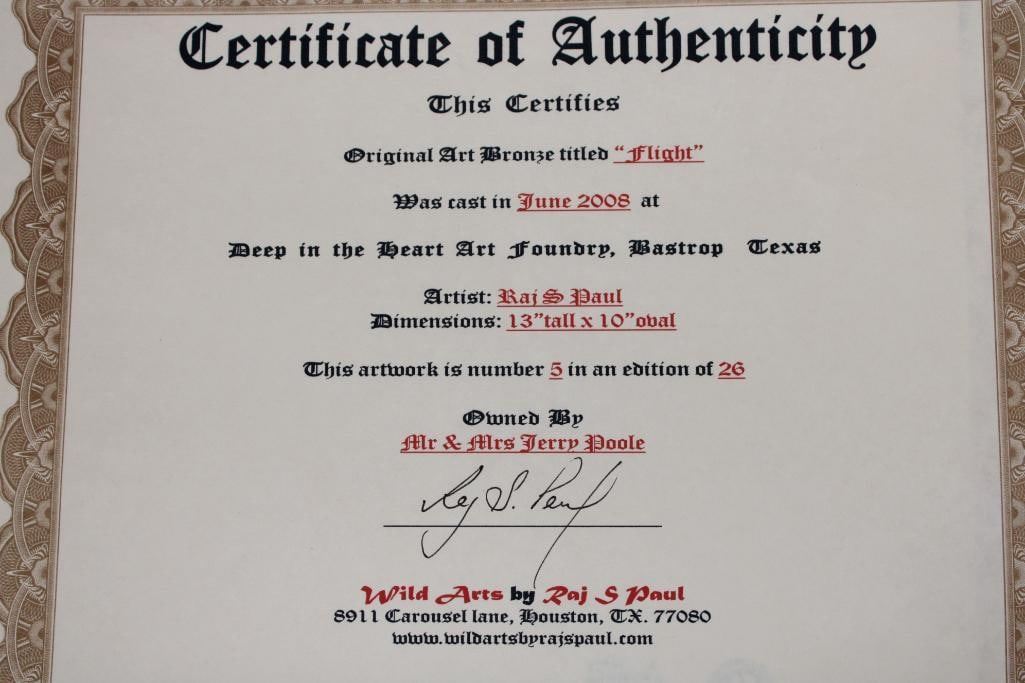 Certificate of Authenticity
This Certifies
Original Art Bronze titled "Flight"
Was cast in June 2008 at
Deep in the Heart Art Foundry, Bastrop Texas
Artist: Raj S Paul
Dimensions: 13"tall x 10"oval
This artwork is number 5 in an edition of 26
Owned By
Mr & Mrs Jerry Poole
Raj S. Paul
Wild Arts by Raj S Paul
8911 Carousel lane, Houston, TX. 77080
www.wildartsbyrajspaul.com